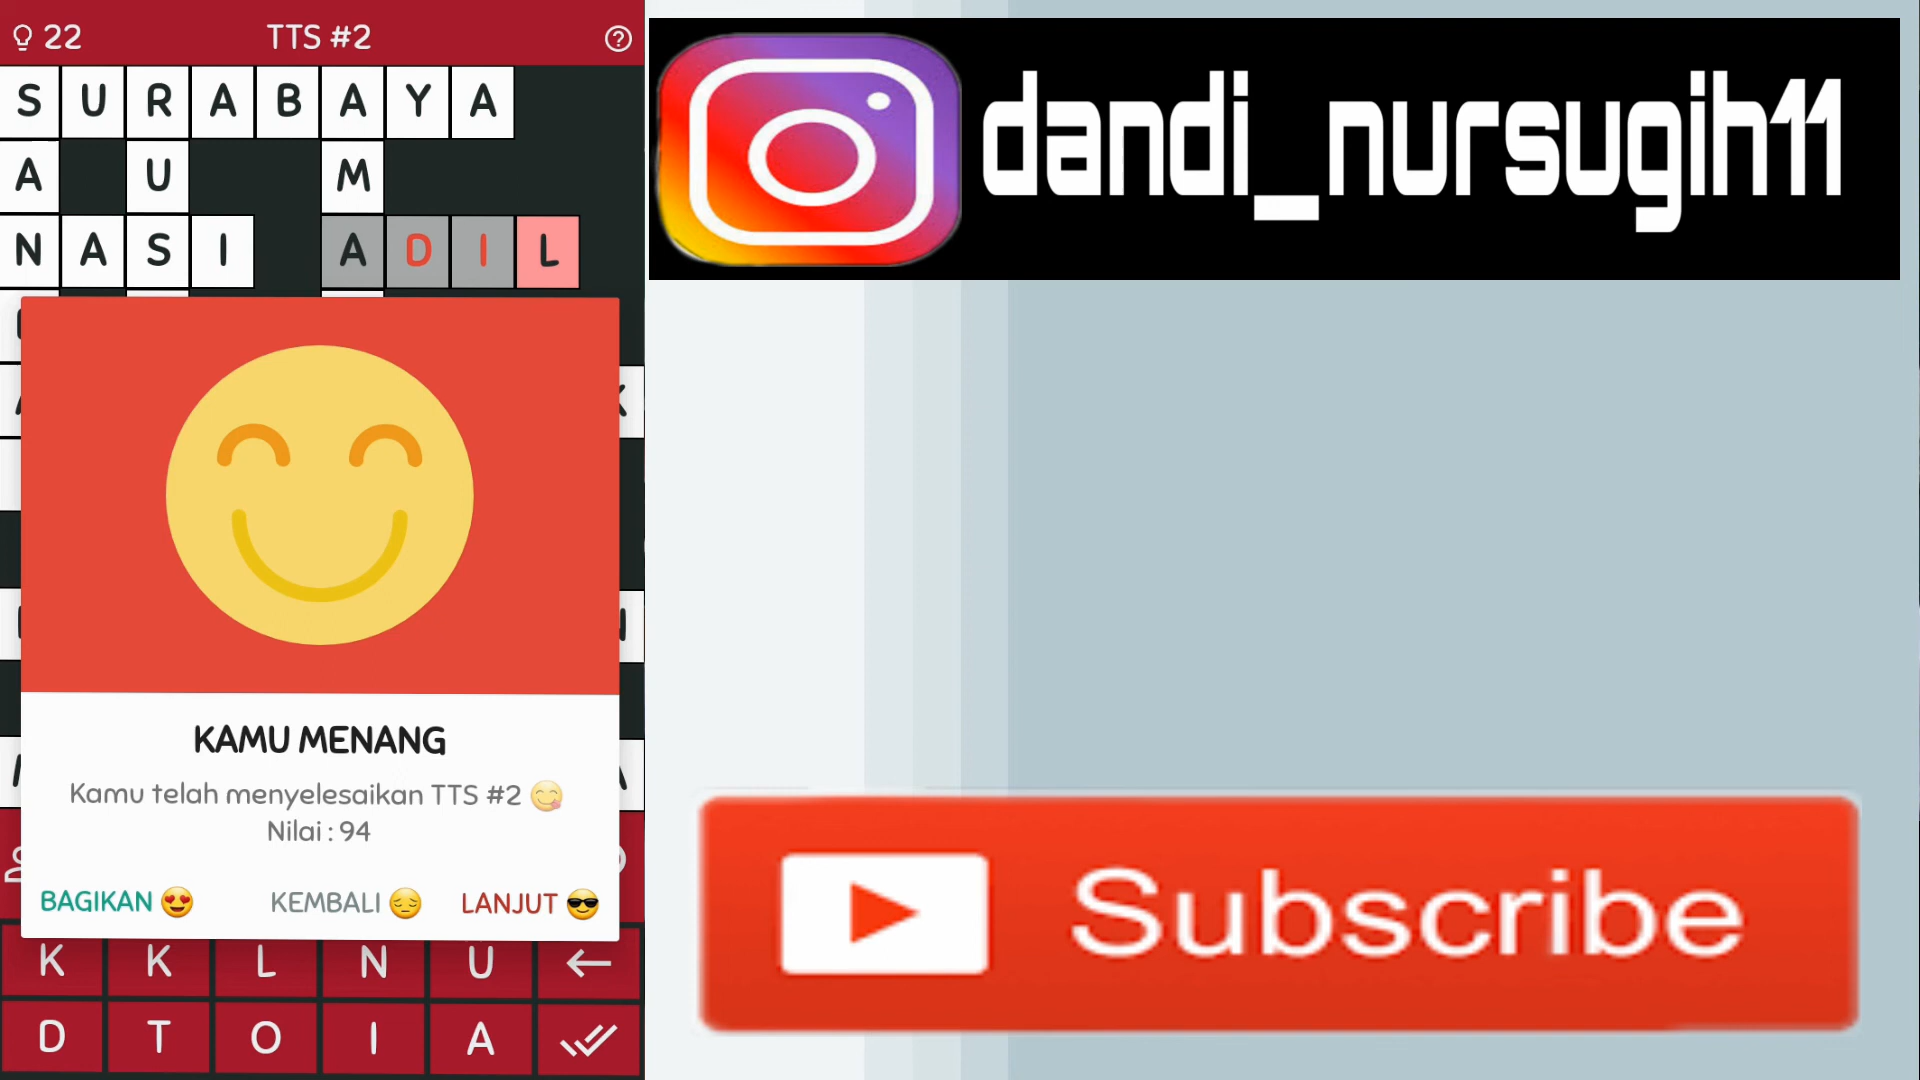 22 TTS #2 ?
SURABAYA
A U M
NASI ADIL
KAMU MENANG
Kamu telah menyelesaikan TTS #2
Nilai : 94
BAGIKAN KEMBALI LANJUT
K K L N U
D T O I A
dandi_nursugih11
Subscribe